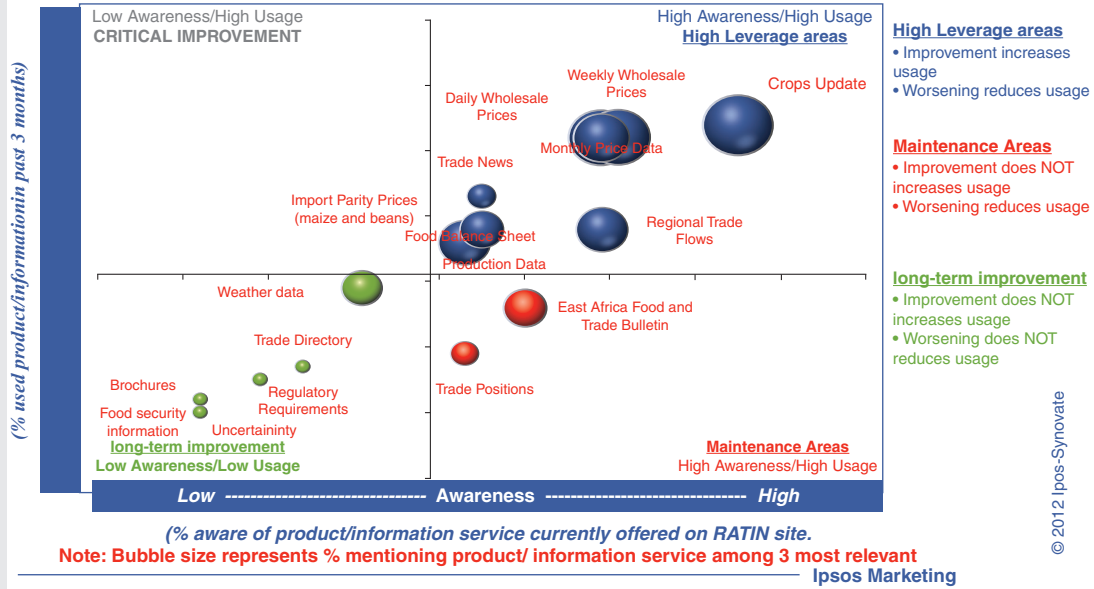 Low Awareness/High Usage
CRITICAL IMPROVEMENT
High Awareness/High Usage
High Leverage areas
(% used product/informationin past 3 months)
Weekly Wholesale
Prices
Crops Update
Daily Wholesale
Prices
Monthly Price Data
Trade News
Import Parity Prices
(maize and beans)
Food Balance Sheet
Regional Trade
Flows
Production Data
Weather data
East Africa Food and
Trade Bulletin
Trade Directory
Trade Positions
Brochures
Regulatory
Requirements
Food security
information
Uncertaininty
long-term improvement
Low Awareness/Low Usage
Maintenance Areas
High Awareness/High Usage
Low -------------------------------- Awareness -------------------------------- High
(% aware of product/information service currently offered on RATIN site.
Note: Bubble size represents % mentioning product/ information service among 3 most relevant
Ipsos Marketing
High Leverage areas
• Improvement increases
usage
• Worsening reduces usage
Maintenance Areas
• Improvement does NOT
increases usage
• Worsening reduces usage
long-term improvement
• Improvement does NOT
increases usage
• Worsening does NOT
reduces usage
© 2012 Ipos-Synovate